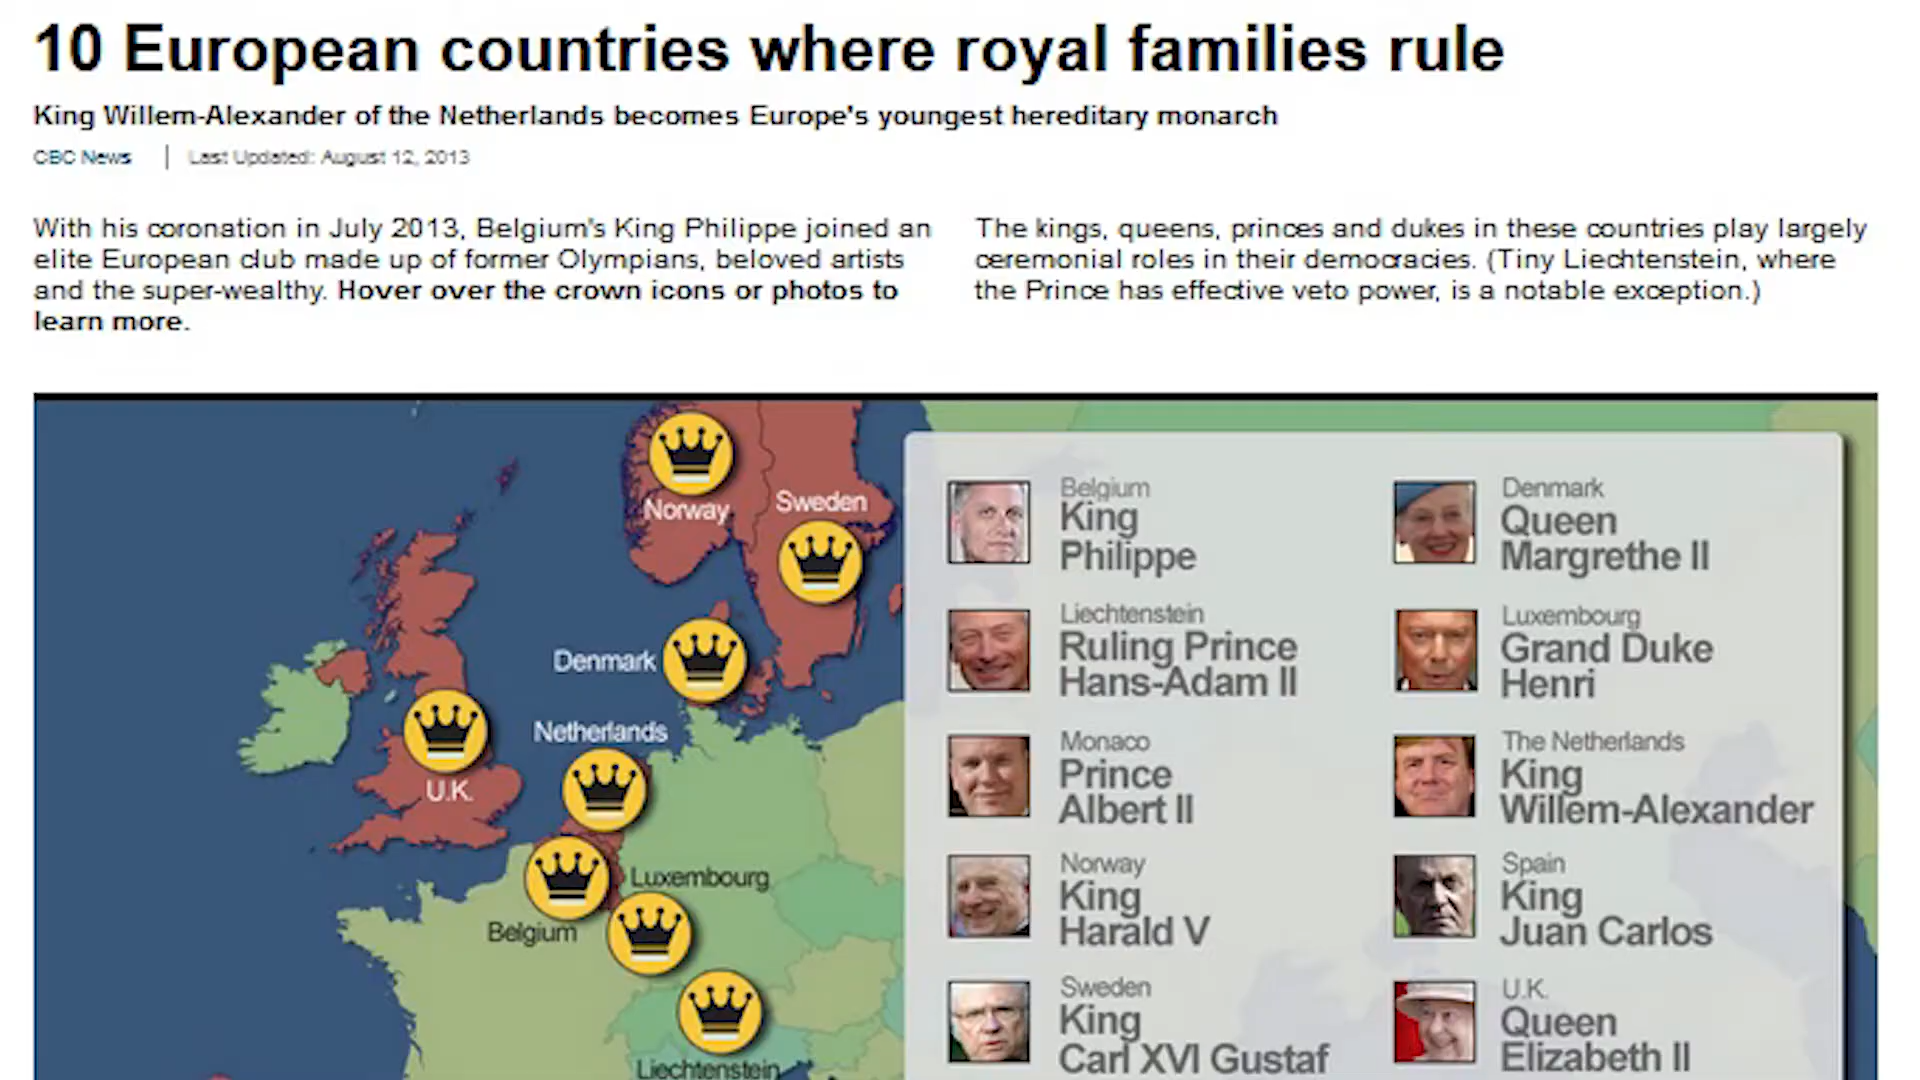 10 European countries where royal families rule
King Willem-Alexander of the Netherlands becomes Europe's youngest hereditary monarch
CBC News | Last Updated: August 12, 2013
With his coronation in July 2013, Belgium's King Philippe joined an
elite European club made up of former Olympians, beloved artists
and the super-wealthy. Hover over the crown icons or photos to
learn more.
The kings, queens, princes and dukes in these countries play largely
ceremonial roles in their democracies. (Tiny Liechtenstein, where
the Prince has effective veto power, is a notable exception.)
Norway
Sweden
Denmark
Netherlands
U.K.
Luxembourg
Belgium
Liechtenstein
Belgium
King
Philippe
Denmark
Queen
Margrethe II
Liechtenstein
Ruling Prince
Hans-Adam II
Luxembourg
Grand Duke
Henri
Monaco
Prince
Albert II
The Netherlands
King
Willem-Alexander
Norway
King
Harald V
Spain
King
Juan Carlos
Sweden
King
Carl XVI Gustaf
U.K.
Queen
Elizabeth II